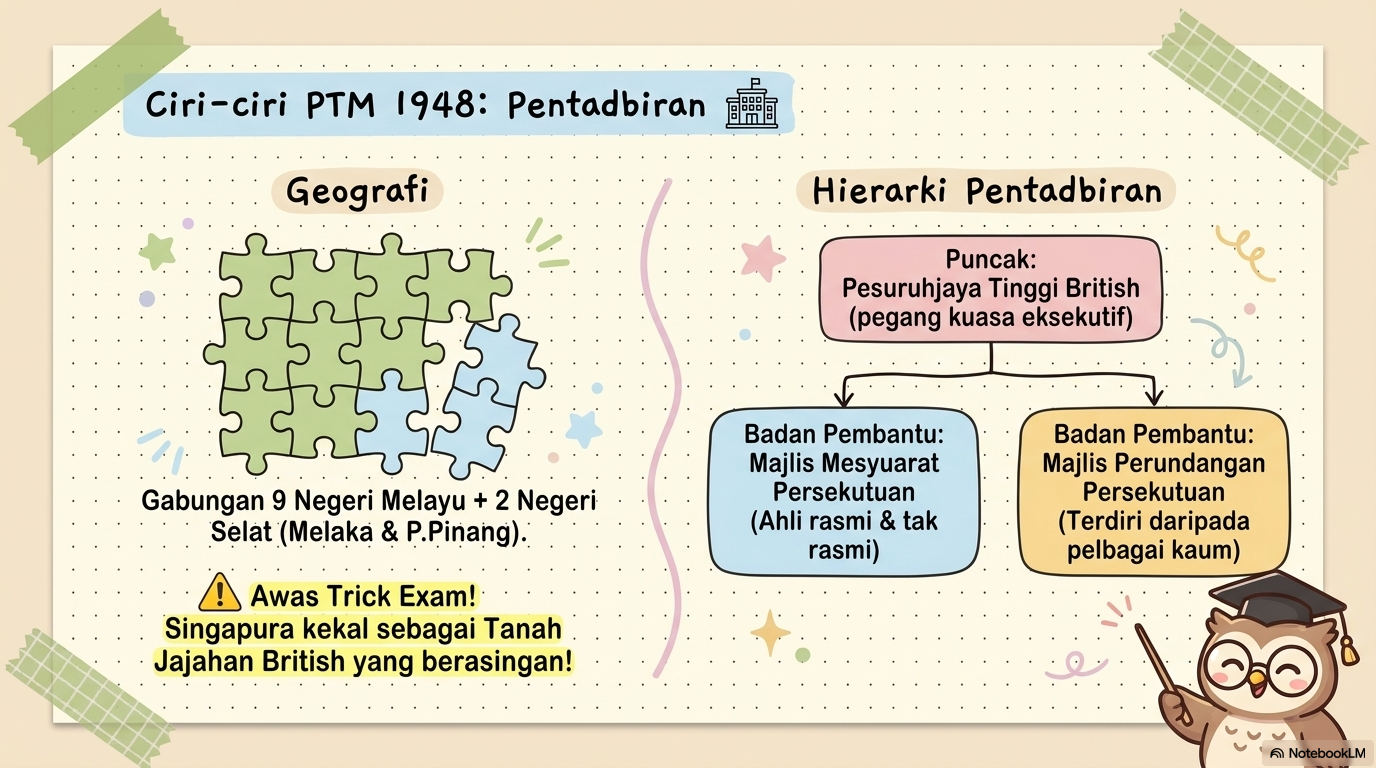 Ciri-ciri PTM 1948: Pentadbiran
Geografi
Gabungan 9 Negeri Melayu + 2 Negeri
Selat (Melaka & P.Pinang).
Awas Trick Exam!
Singapura kekal sebagai Tanah
Jajahan British yang berasingan!
Hierarki Pentadbiran
Puncak:
Pesuruhjaya Tinggi British
(pegang kuasa eksekutif)
Badan Pembantu:
Majlis Mesyuarat
Persekutuan
(Ahli rasmi & tak
rasmi)
Badan Pembantu:
Majlis Perundangan
Persekutuan
(Terdiri daripada
pelbagai kaum)
NotebookLM